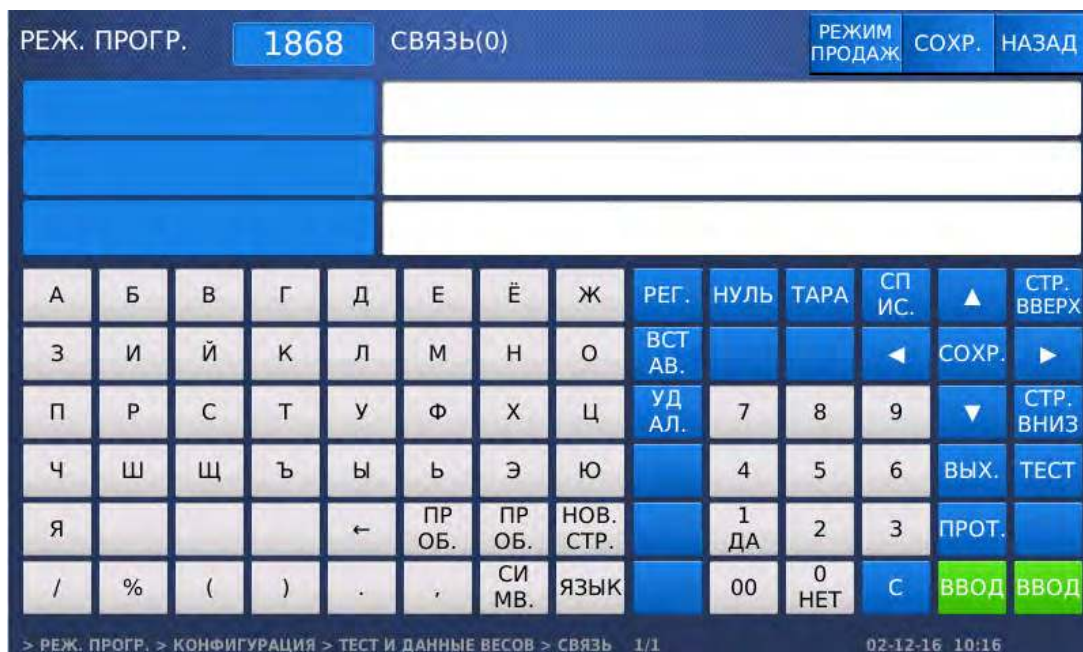 РЕЖ. ПРОГР. 1868 СВЯЗЬ(0) РЕЖИМ ПРОДАЖ СОХР. НАЗАД
А Б В Г Д Е Ё Ж РЕГ. НУЛЬ ТАРА СП ИС. ▲ СТР. ВВЕРХ
З И Й К Л М Н О ВСТ АВ. ◄ СОХР. ►
П Р С Т У Ф Х Ц УД АЛ. 7 8 9 ▼ СТР. ВНИЗ
Ч Ш Щ Ъ Ы Ь Э Ю 4 5 6 ВЫХ. ТЕСТ
Я ← ПР ОБ. ПР ОБ. НОВ. СТР. 1 ДА 2 3 ПРОТ.
/ % ( ) . , СИ МВ. ЯЗЫК 00 0 НЕТ С ВВОД ВВОД
> РЕЖ. ПРОГР. > КОНФИГУРАЦИЯ > ТЕСТ И ДАННЫЕ ВЕСОВ > СВЯЗЬ 1/1 02-12-16 10:16